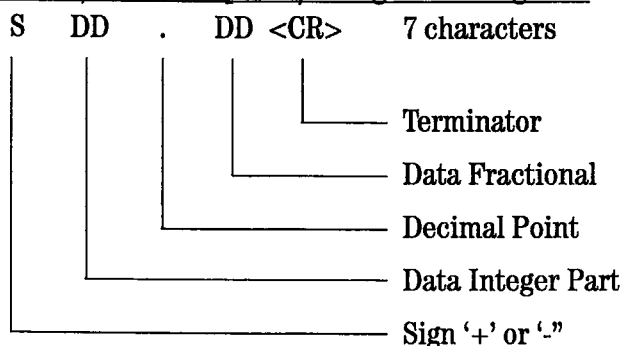 S DD . DD <CR> 7 characters
Terminator
Data Fractional
Decimal Point
Data Integer Part
Sign ‘+’ or ‘-”